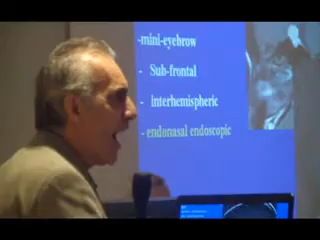 -mini-eyebrow
- Sub-frontal
- interhemispheric
- endonasal endoscopic